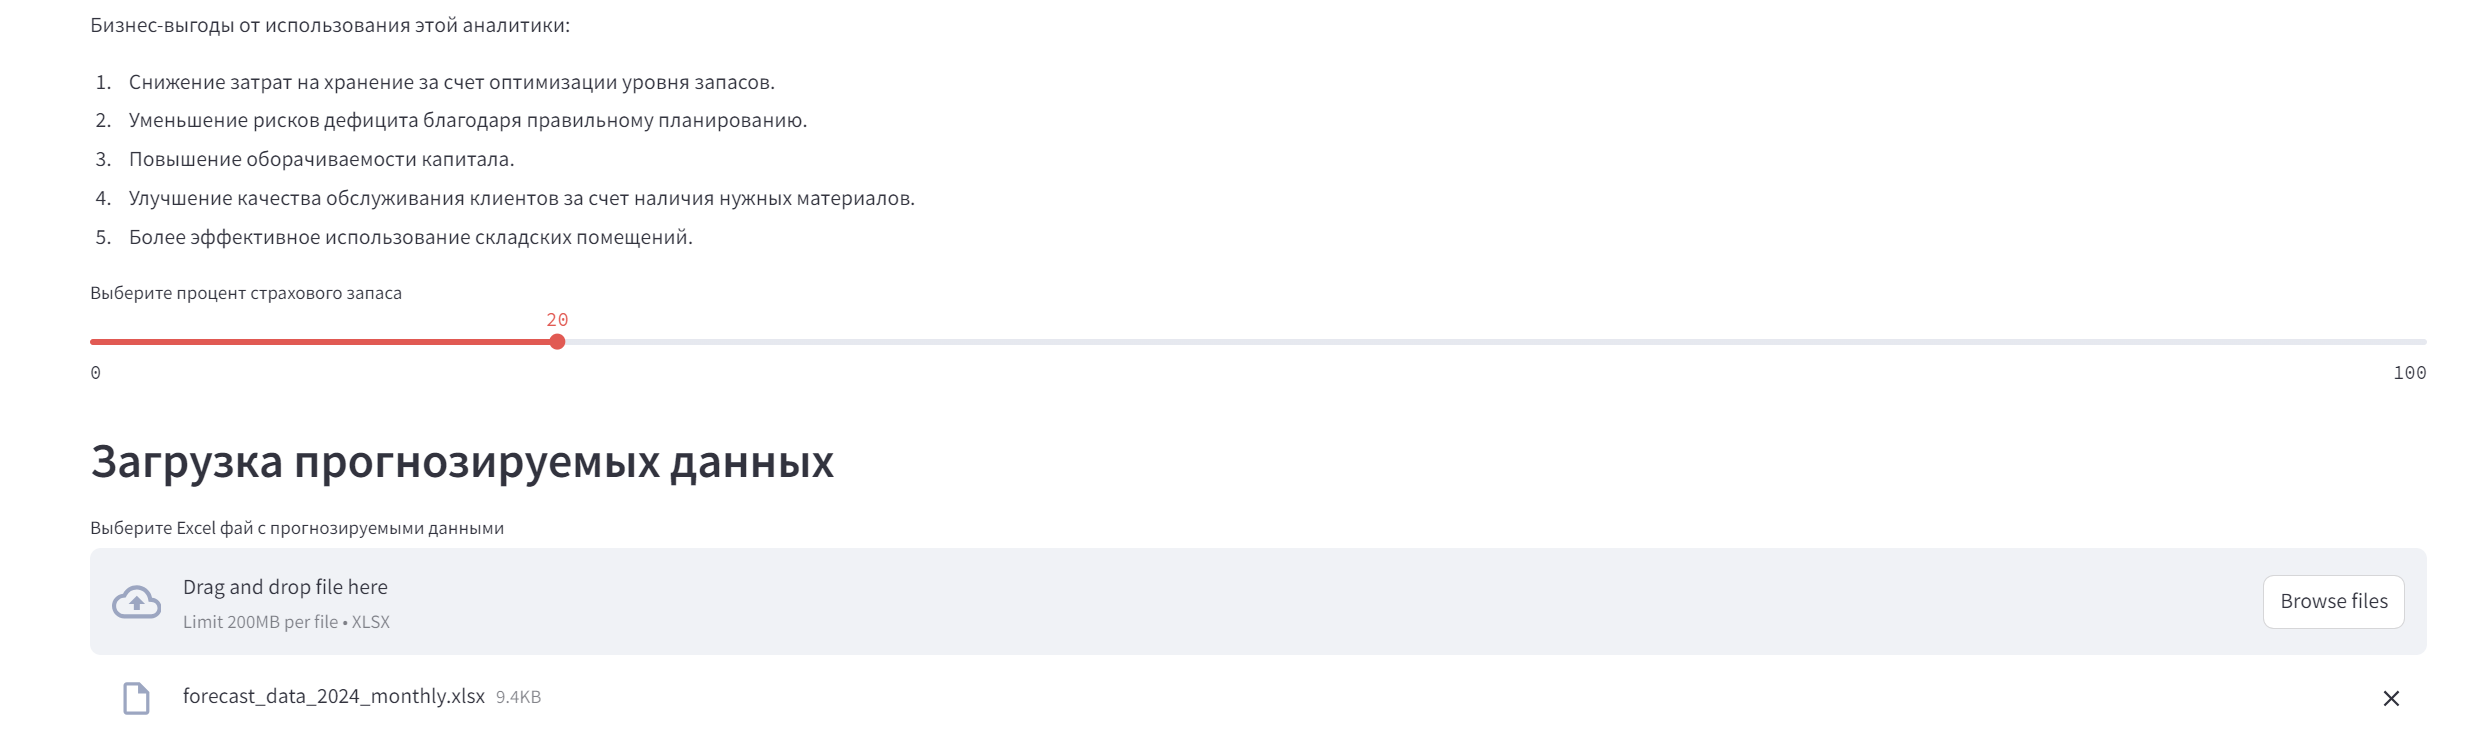 Бизнес-выгоды от использования этой аналитики:
1. Снижение затрат на хранение за счет оптимизации уровня запасов.
2. Уменьшение рисков дефицита благодаря правильному планированию.
3. Повышение оборачиваемости капитала.
4. Улучшение качества обслуживания клиентов за счет наличия нужных материалов.
5. Более эффективное использование складских помещений.
Выберите процент страхового запаса
20
0 100
Загрузка прогнозируемых данных
Выберите Excel фай с прогнозируемыми данными
Drag and drop file here
Limit 200MB per file • XLSX
Browse files
forecast_data_2024_monthly.xlsx 9.4KB